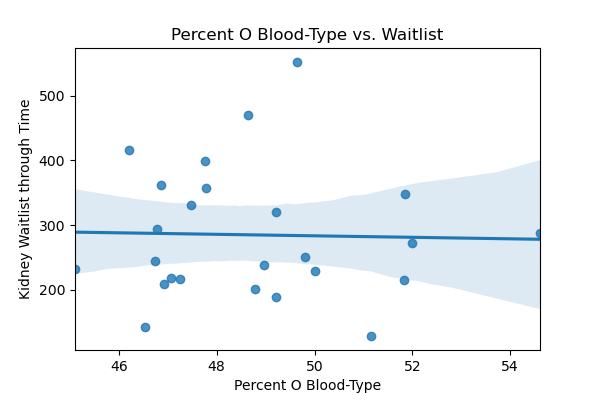 Percent O Blood-Type vs. Waitlist
Kidney Waitlist through Time
500
400
300
200
46 48 50 52 54
Percent O Blood-Type